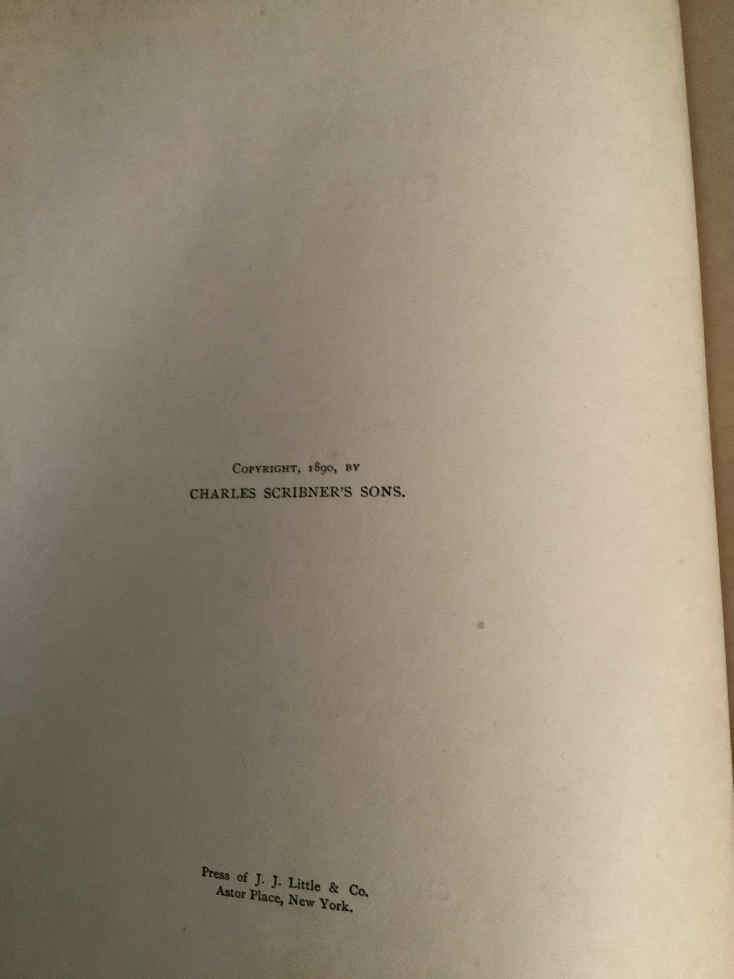 Copyright, 1890, by
CHARLES SCRIBNER'S SONS.
Press of J. J. Little & Co.
Astor Place, New York.